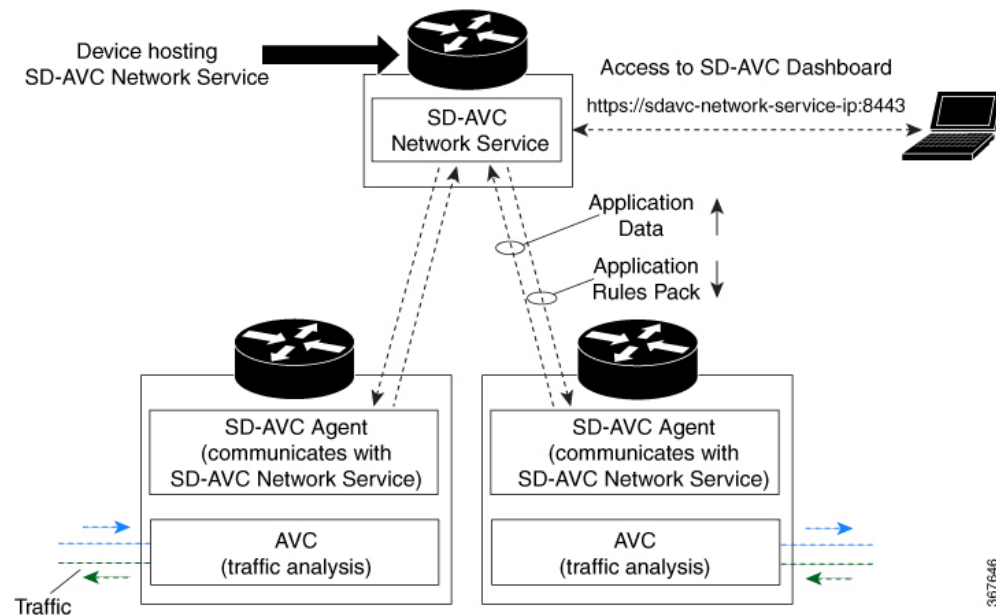 Device hosting
SD-AVC Network Service
Access to SD-AVC Dashboard
https://sdavc-network-service-ip:8443
SD-AVC
Network Service
Application
Data
Application
Rules Pack
SD-AVC Agent
(communicates with
SD-AVC Network Service)
SD-AVC Agent
(communicates with
SD-AVC Network Service)
AVC
(traffic analysis)
AVC
(traffic analysis)
Traffic
367646